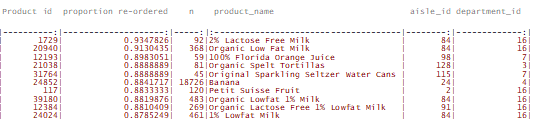 Product id proportion re-ordered n product_name aisle_id department_id
|----------:|--------------------:|-----:|:-----------------------------------|--------:|-------------:|
| 1729| 0.9347826| 92|2% Lactose Free Milk | 84| 16|
| 20940| 0.9130435| 368|Organic Low Fat Milk | 84| 16|
| 12193| 0.8983051| 59|100% Florida Orange Juice | 98| 7|
| 21038| 0.8888889| 81|Organic Spelt Tortillas | 128| 3|
| 31764| 0.8888889| 45|Original Sparkling Seltzer Water Cans | 115| 7|
| 24852| 0.8841717| 18726|Banana | 24| 4|
| 117| 0.8833333| 120|Petit Suisse Fruit | 2| 16|
| 39180| 0.8819876| 483|Organic Lowfat 1% Milk | 84| 16|
| 12384| 0.8810409| 269|Organic Lactose Free 1% Lowfat Milk | 91| 16|
| 24024| 0.8785249| 461|1% Lowfat Milk | 84| 16|